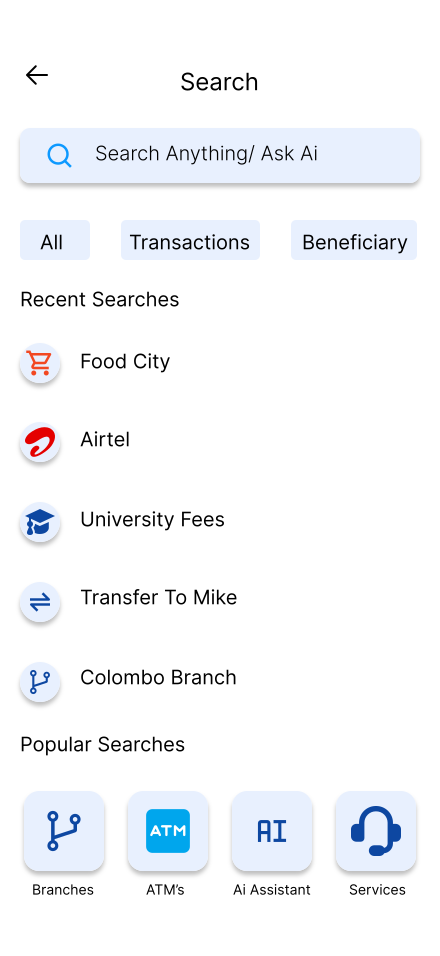 Search
Search Anything/ Ask Ai
All
Transactions
Beneficiary
Recent Searches
Food City
Airtel
University Fees
Transfer To Mike
Colombo Branch
Popular Searches
ATM
AI
Branches
ATM's
Ai Assistant
Services